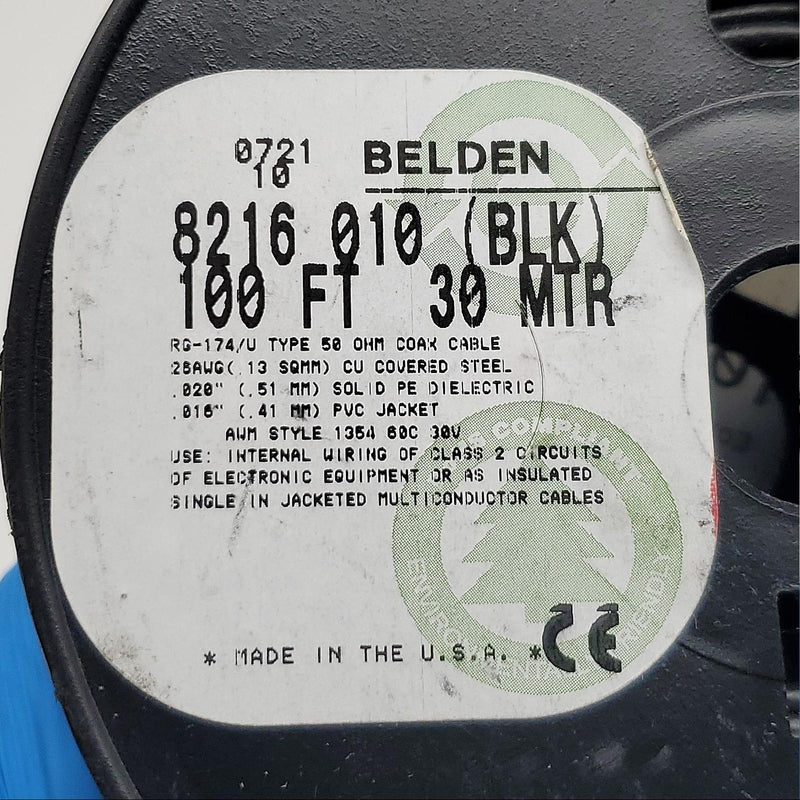 0721
10
BELDEN
8216 010 (BLK)
100 FT 30 MTR
RG-174/U TYPE 50 OHM COAX CABLE
26AWG(.13 SQMM) CU COVERED STEEL
.020" (.51 MM) SOLID PE DIELECTRIC
.016" (.41 MM) PVC JACKET
AWM STYLE 1354 60C 30V
USE: INTERNAL WIRING OF CLASS 2 CIRCUITS
OF ELECTRONIC EQUIPMENT OR AS INSULATED
SINGLE IN JACKETED MULTICONDUCTOR CABLES
COMPLIANT
* MADE IN THE U.S.A. *
CE